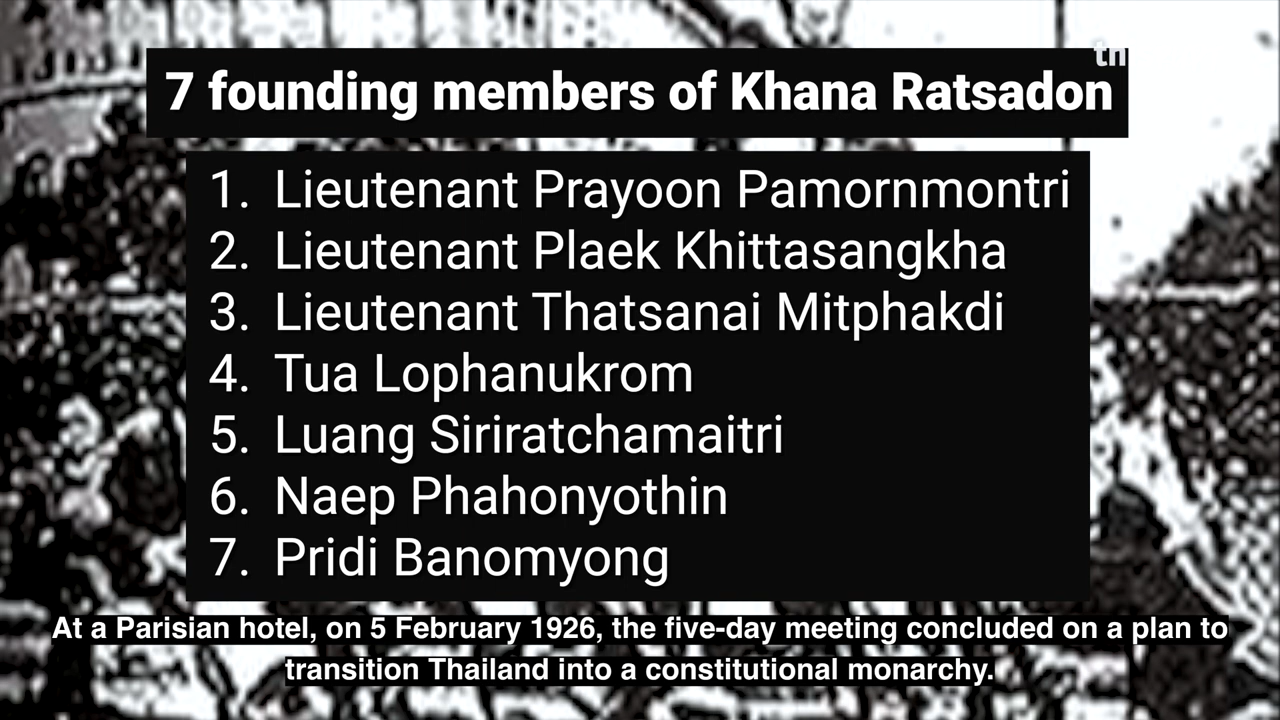 th
7 founding members of Khana Ratsadon
1. Lieutenant Prayoon Pamornmontri
2. Lieutenant Plaek Khittasangkha
3. Lieutenant Thatsanai Mitphakdi
4. Tua Lophanukrom
5. Luang Siriratchamaitri
6. Naep Phahonyothin
7. Pridi Banomyong
At a Parisian hotel, on 5 February 1926, the five-day meeting concluded on a plan to
transition Thailand into a constitutional monarchy.